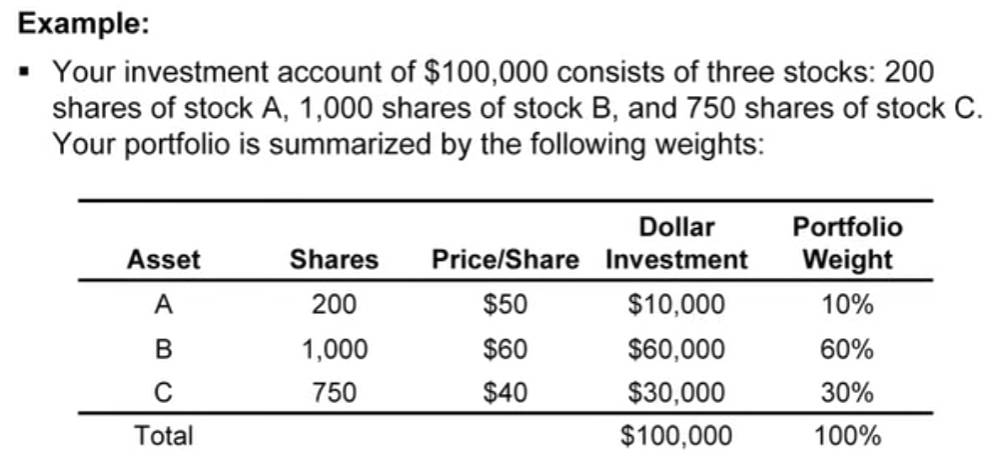 Example:
▪ Your investment account of $100,000 consists of three stocks: 200
shares of stock A, 1,000 shares of stock B, and 750 shares of stock C.
Your portfolio is summarized by the following weights:
Dollar Portfolio
Asset Shares Price/Share Investment Weight
A 200 $50 $10,000 10%
B 1,000 $60 $60,000 60%
C 750 $40 $30,000 30%
Total $100,000 100%